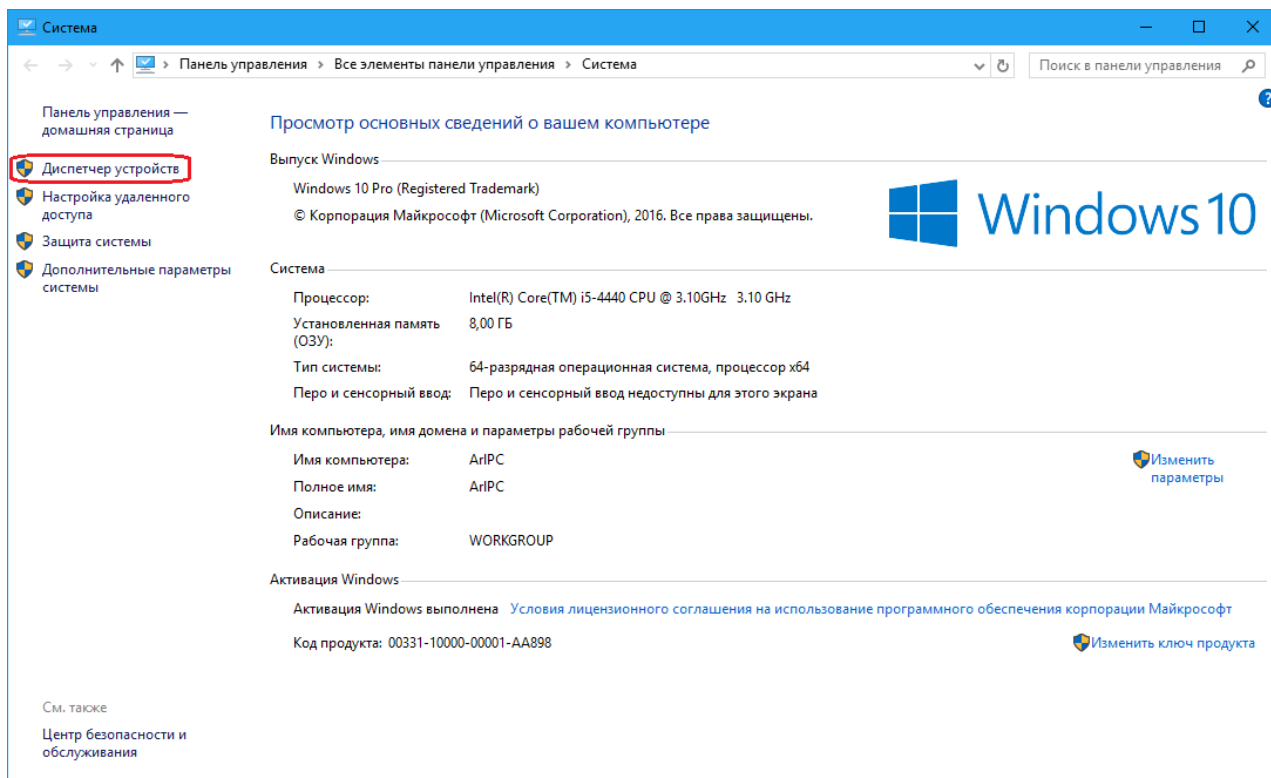 Система
Панель управления › Все элементы панели управления › Система
Поиск в панели управления
Панель управления —
домашняя страница
Диспетчер устройств
Настройка удаленного
доступа
Защита системы
Дополнительные параметры
системы
Просмотр основных сведений о вашем компьютере
Выпуск Windows
Windows 10 Pro (Registered Trademark)
© Корпорация Майкрософт (Microsoft Corporation), 2016. Все права защищены.
Windows 10
Система
Процессор: Intel(R) Core(TM) i5-4440 CPU @ 3.10GHz 3.10 GHz
Установленная память 8,00 ГБ
(ОЗУ):
Тип системы: 64-разрядная операционная система, процессор x64
Перо и сенсорный ввод: Перо и сенсорный ввод недоступны для этого экрана
Имя компьютера, имя домена и параметры рабочей группы
Имя компьютера: ArIPC
Изменить
параметры
Полное имя: ArIPC
Описание:
Рабочая группа: WORKGROUP
Активация Windows
Активация Windows выполнена Условия лицензионного соглашения на использование программного обеспечения корпорации Майкрософт
Код продукта: 00331-10000-00001-AA898 Изменить ключ продукта
См. также
Центр безопасности и
обслуживания